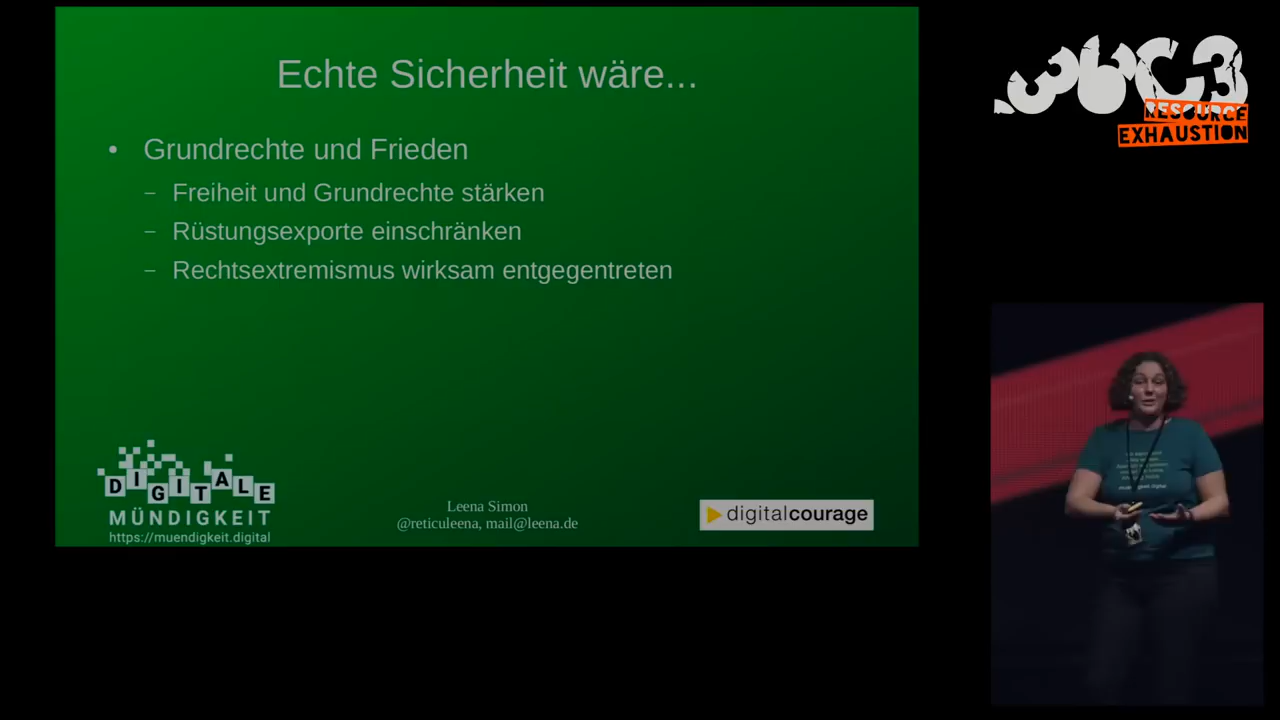 Echte Sicherheit wäre...
• Grundrechte und Frieden
– Freiheit und Grundrechte stärken
– Rüstungsexporte einschränken
– Rechtsextremismus wirksam entgegentreten
DIGITALE
MÜNDIGKEIT
https://muendigkeit.digital
Leena Simon
@reticuleena, mail@leena.de
digitalcourage
36C3
RESOURCE
EXHAUSTION